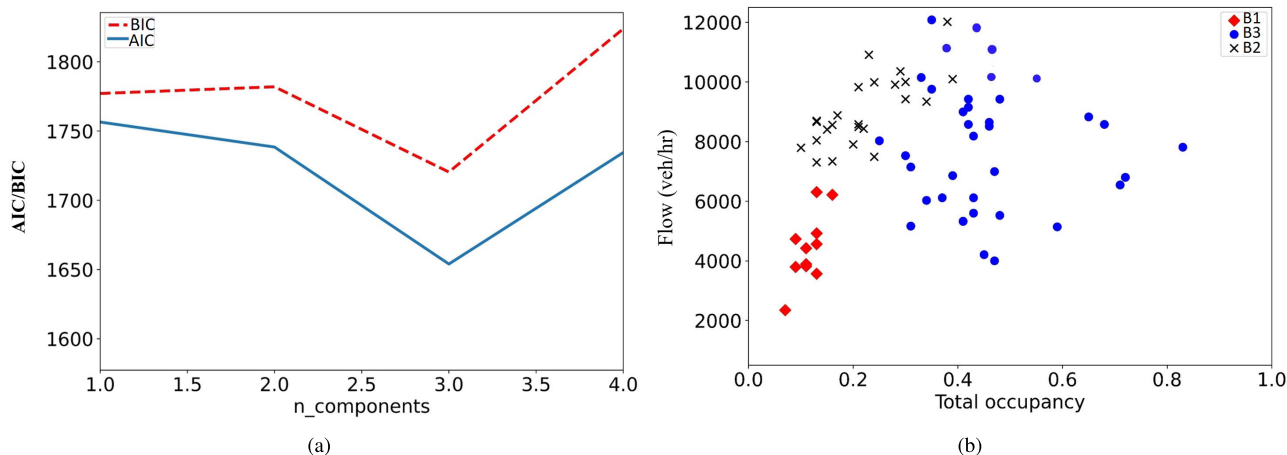 BIC
AIC
1800
1750
1700
1650
1600
AIC/BIC
1.0 1.5 2.0 2.5 3.0 3.5 4.0
n_components
(a)
B1
B3
B2
12000
10000
8000
6000
4000
2000
Flow (veh/hr)
0.0 0.2 0.4 0.6 0.8 1.0
Total occupancy
(b)